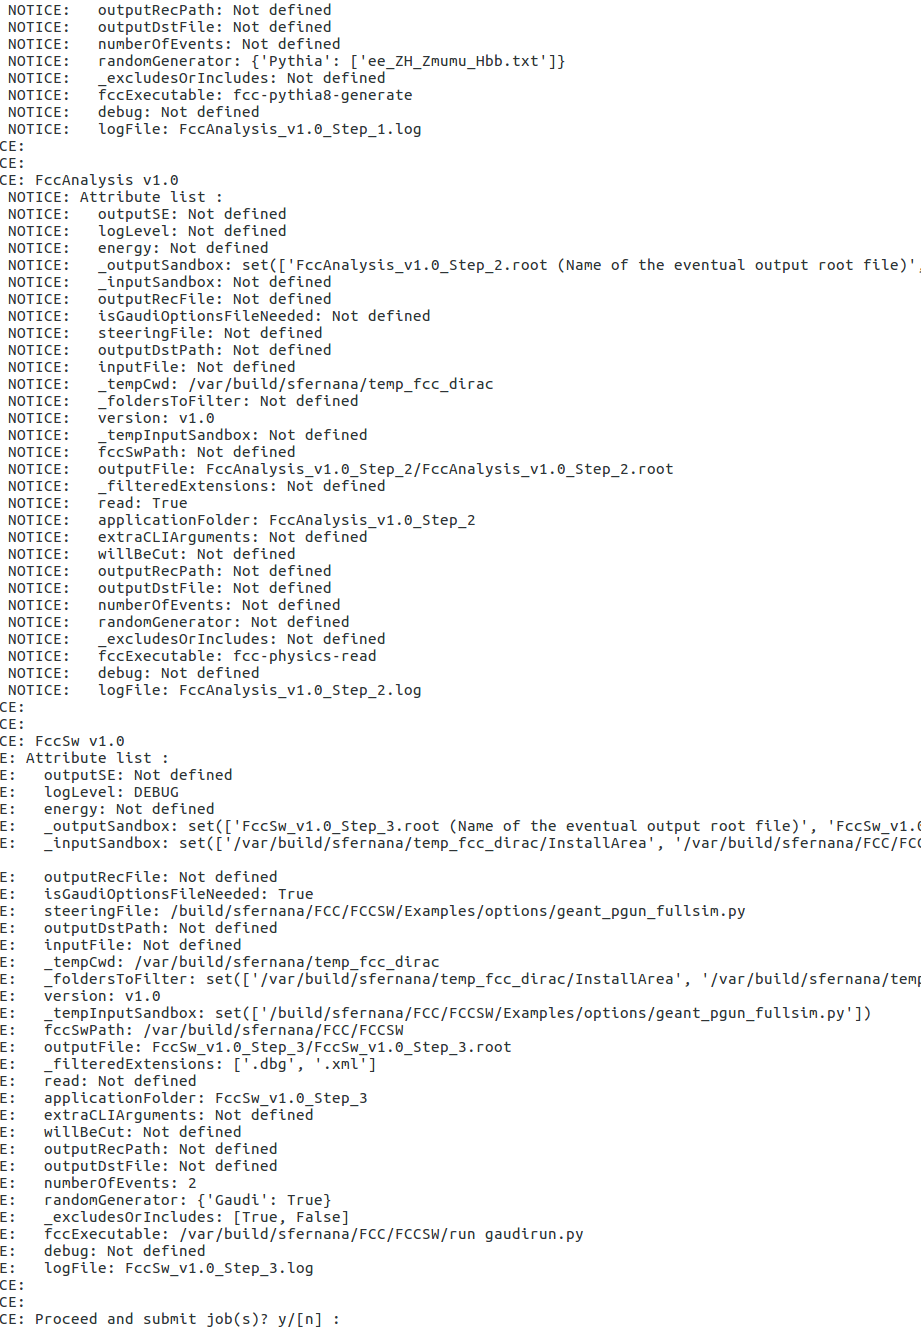 NOTICE:   outputRecPath: Not defined
NOTICE:   outputDstFile: Not defined
NOTICE:   numberOfEvents: Not defined
NOTICE:   randomGenerator: {'Pythia': ['ee_ZH_Zmumu_Hbb.txt']}
NOTICE:   _excludesOrIncludes: Not defined
NOTICE:   fccExecutable: fcc-pythia8-generate
NOTICE:   debug: Not defined
NOTICE:   logFile: FccAnalysis_v1.0_Step_1.log
CE:
CE:
CE: FccAnalysis v1.0
NOTICE: Attribute list :
NOTICE:   outputSE: Not defined
NOTICE:   logLevel: Not defined
NOTICE:   energy: Not defined
NOTICE:   _outputSandbox: set(['FccAnalysis_v1.0_Step_2.root (Name of the eventual output root file)',
NOTICE:   _inputSandbox: Not defined
NOTICE:   outputRecFile: Not defined
NOTICE:   isGaudiOptionsFileNeeded: Not defined
NOTICE:   steeringFile: Not defined
NOTICE:   outputDstPath: Not defined
NOTICE:   inputFile: Not defined
NOTICE:   _tempCwd: /var/build/sfernana/temp_fcc_dirac
NOTICE:   _foldersToFilter: Not defined
NOTICE:   version: v1.0
NOTICE:   _tempInputSandbox: Not defined
NOTICE:   fccSwPath: Not defined
NOTICE:   outputFile: FccAnalysis_v1.0_Step_2/FccAnalysis_v1.0_Step_2.root
NOTICE:   _filteredExtensions: Not defined
NOTICE:   read: True
NOTICE:   applicationFolder: FccAnalysis_v1.0_Step_2
NOTICE:   extraCLIArguments: Not defined
NOTICE:   willBeCut: Not defined
NOTICE:   outputRecPath: Not defined
NOTICE:   outputDstFile: Not defined
NOTICE:   numberOfEvents: Not defined
NOTICE:   randomGenerator: Not defined
NOTICE:   _excludesOrIncludes: Not defined
NOTICE:   fccExecutable: fcc-physics-read
NOTICE:   debug: Not defined
NOTICE:   logFile: FccAnalysis_v1.0_Step_2.log
CE:
CE:
CE: FccSw v1.0
E: Attribute list :
E:   outputSE: Not defined
E:   logLevel: DEBUG
E:   energy: Not defined
E:   _outputSandbox: set(['FccSw_v1.0_Step_3.root (Name of the eventual output root file)', 'FccSw_v1.0
E:   _inputSandbox: set(['/var/build/sfernana/temp_fcc_dirac/InstallArea', '/var/build/sfernana/FCC/FCC
E:   outputRecFile: Not defined
E:   isGaudiOptionsFileNeeded: True
E:   steeringFile: /build/sfernana/FCC/FCCSW/Examples/options/geant_pgun_fullsim.py
E:   outputDstPath: Not defined
E:   inputFile: Not defined
E:   _tempCwd: /var/build/sfernana/temp_fcc_dirac
E:   _foldersToFilter: set(['/var/build/sfernana/temp_fcc_dirac/InstallArea', '/var/build/sfernana/temp
E:   version: v1.0
E:   _tempInputSandbox: set(['/build/sfernana/FCC/FCCSW/Examples/options/geant_pgun_fullsim.py'])
E:   fccSwPath: /var/build/sfernana/FCC/FCCSW
E:   outputFile: FccSw_v1.0_Step_3/FccSw_v1.0_Step_3.root
E:   _filteredExtensions: ['.dbg', '.xml']
E:   read: Not defined
E:   applicationFolder: FccSw_v1.0_Step_3
E:   extraCLIArguments: Not defined
E:   willBeCut: Not defined
E:   outputRecPath: Not defined
E:   outputDstFile: Not defined
E:   numberOfEvents: 2
E:   randomGenerator: {'Gaudi': True}
E:   _excludesOrIncludes: [True, False]
E:   fccExecutable: /var/build/sfernana/FCC/FCCSW/run gaudirun.py
E:   debug: Not defined
E:   logFile: FccSw_v1.0_Step_3.log
CE:
CE:
CE: Proceed and submit job(s)? y/[n] :